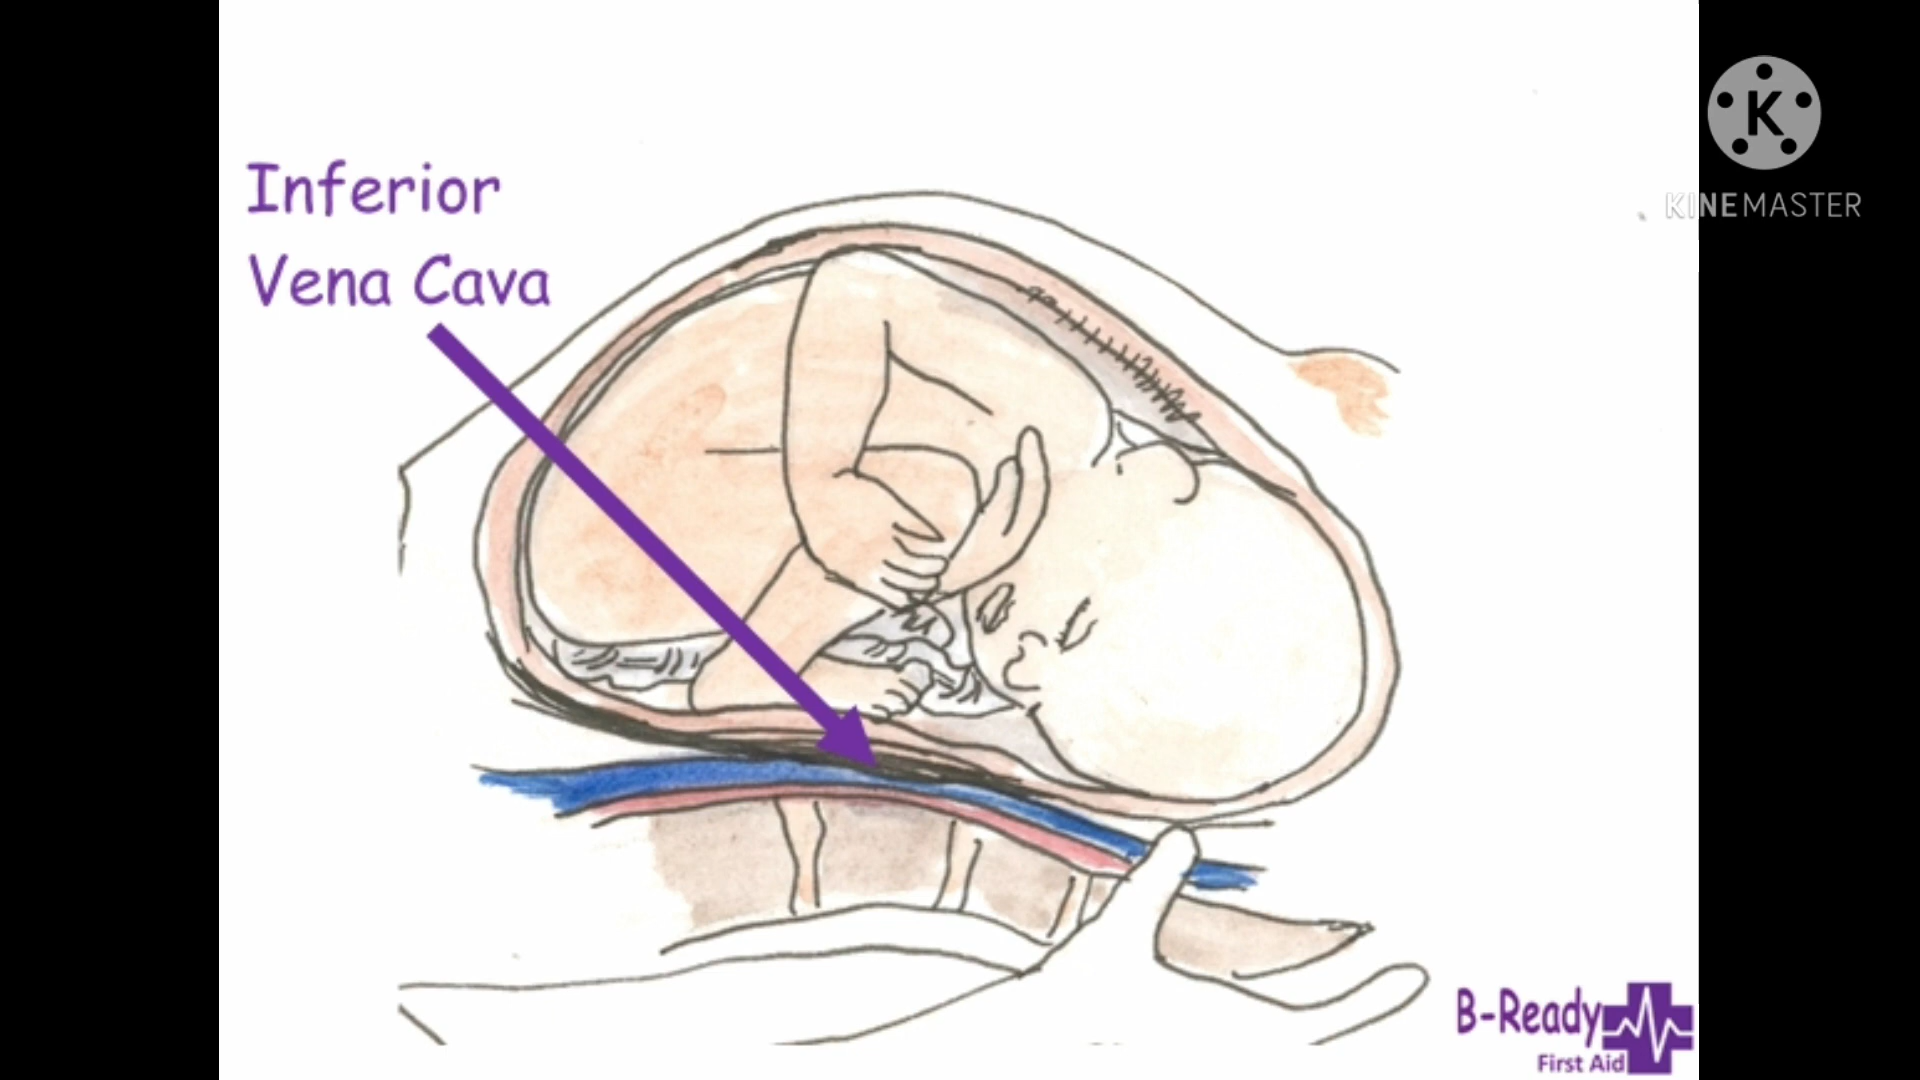 Inferior
Vena Cava
K
KINEMASTER
B-Ready
First Aid